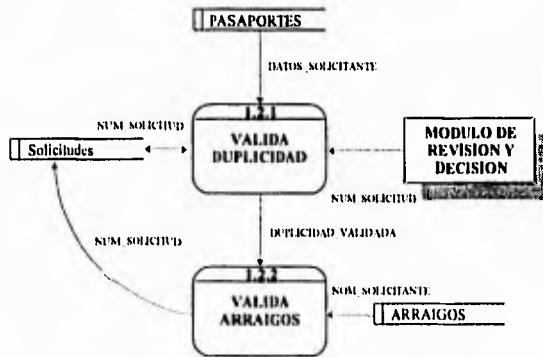 PASAPORTES
DATOS_SOLICITANTE
1.2.1
VALIDA
DUPLICIDAD
NUM_SOLICITUD
Solicitudes
MODULO DE
REVISION Y
DECISION
NUM_SOLICITUD
DUPLICIDAD_VALIDADA
NUM_SOLICITUD
1.2.2
VALIDA
ARRAIGOS
NOM_SOLICITANTE
ARRAIGOS